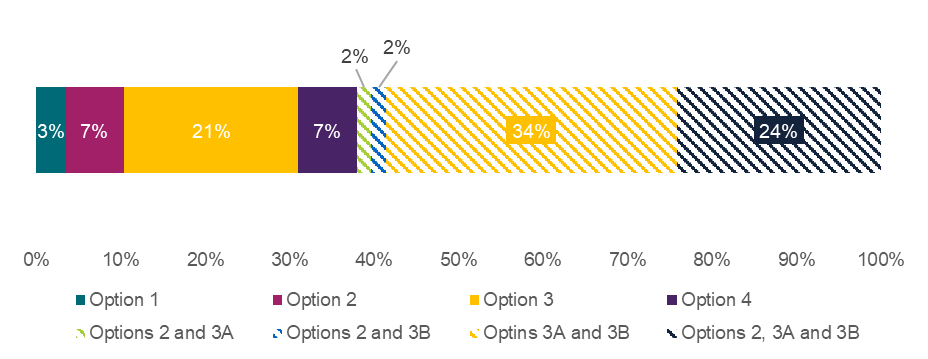 2% 2%
3% 7% 21% 7% 34% 24%
0% 10% 20% 30% 40% 50% 60% 70% 80% 90% 100%
Option 1 Option 2 Option 3 Option 4
Options 2 and 3A Options 2 and 3B Optins 3A and 3B Options 2, 3A and 3B